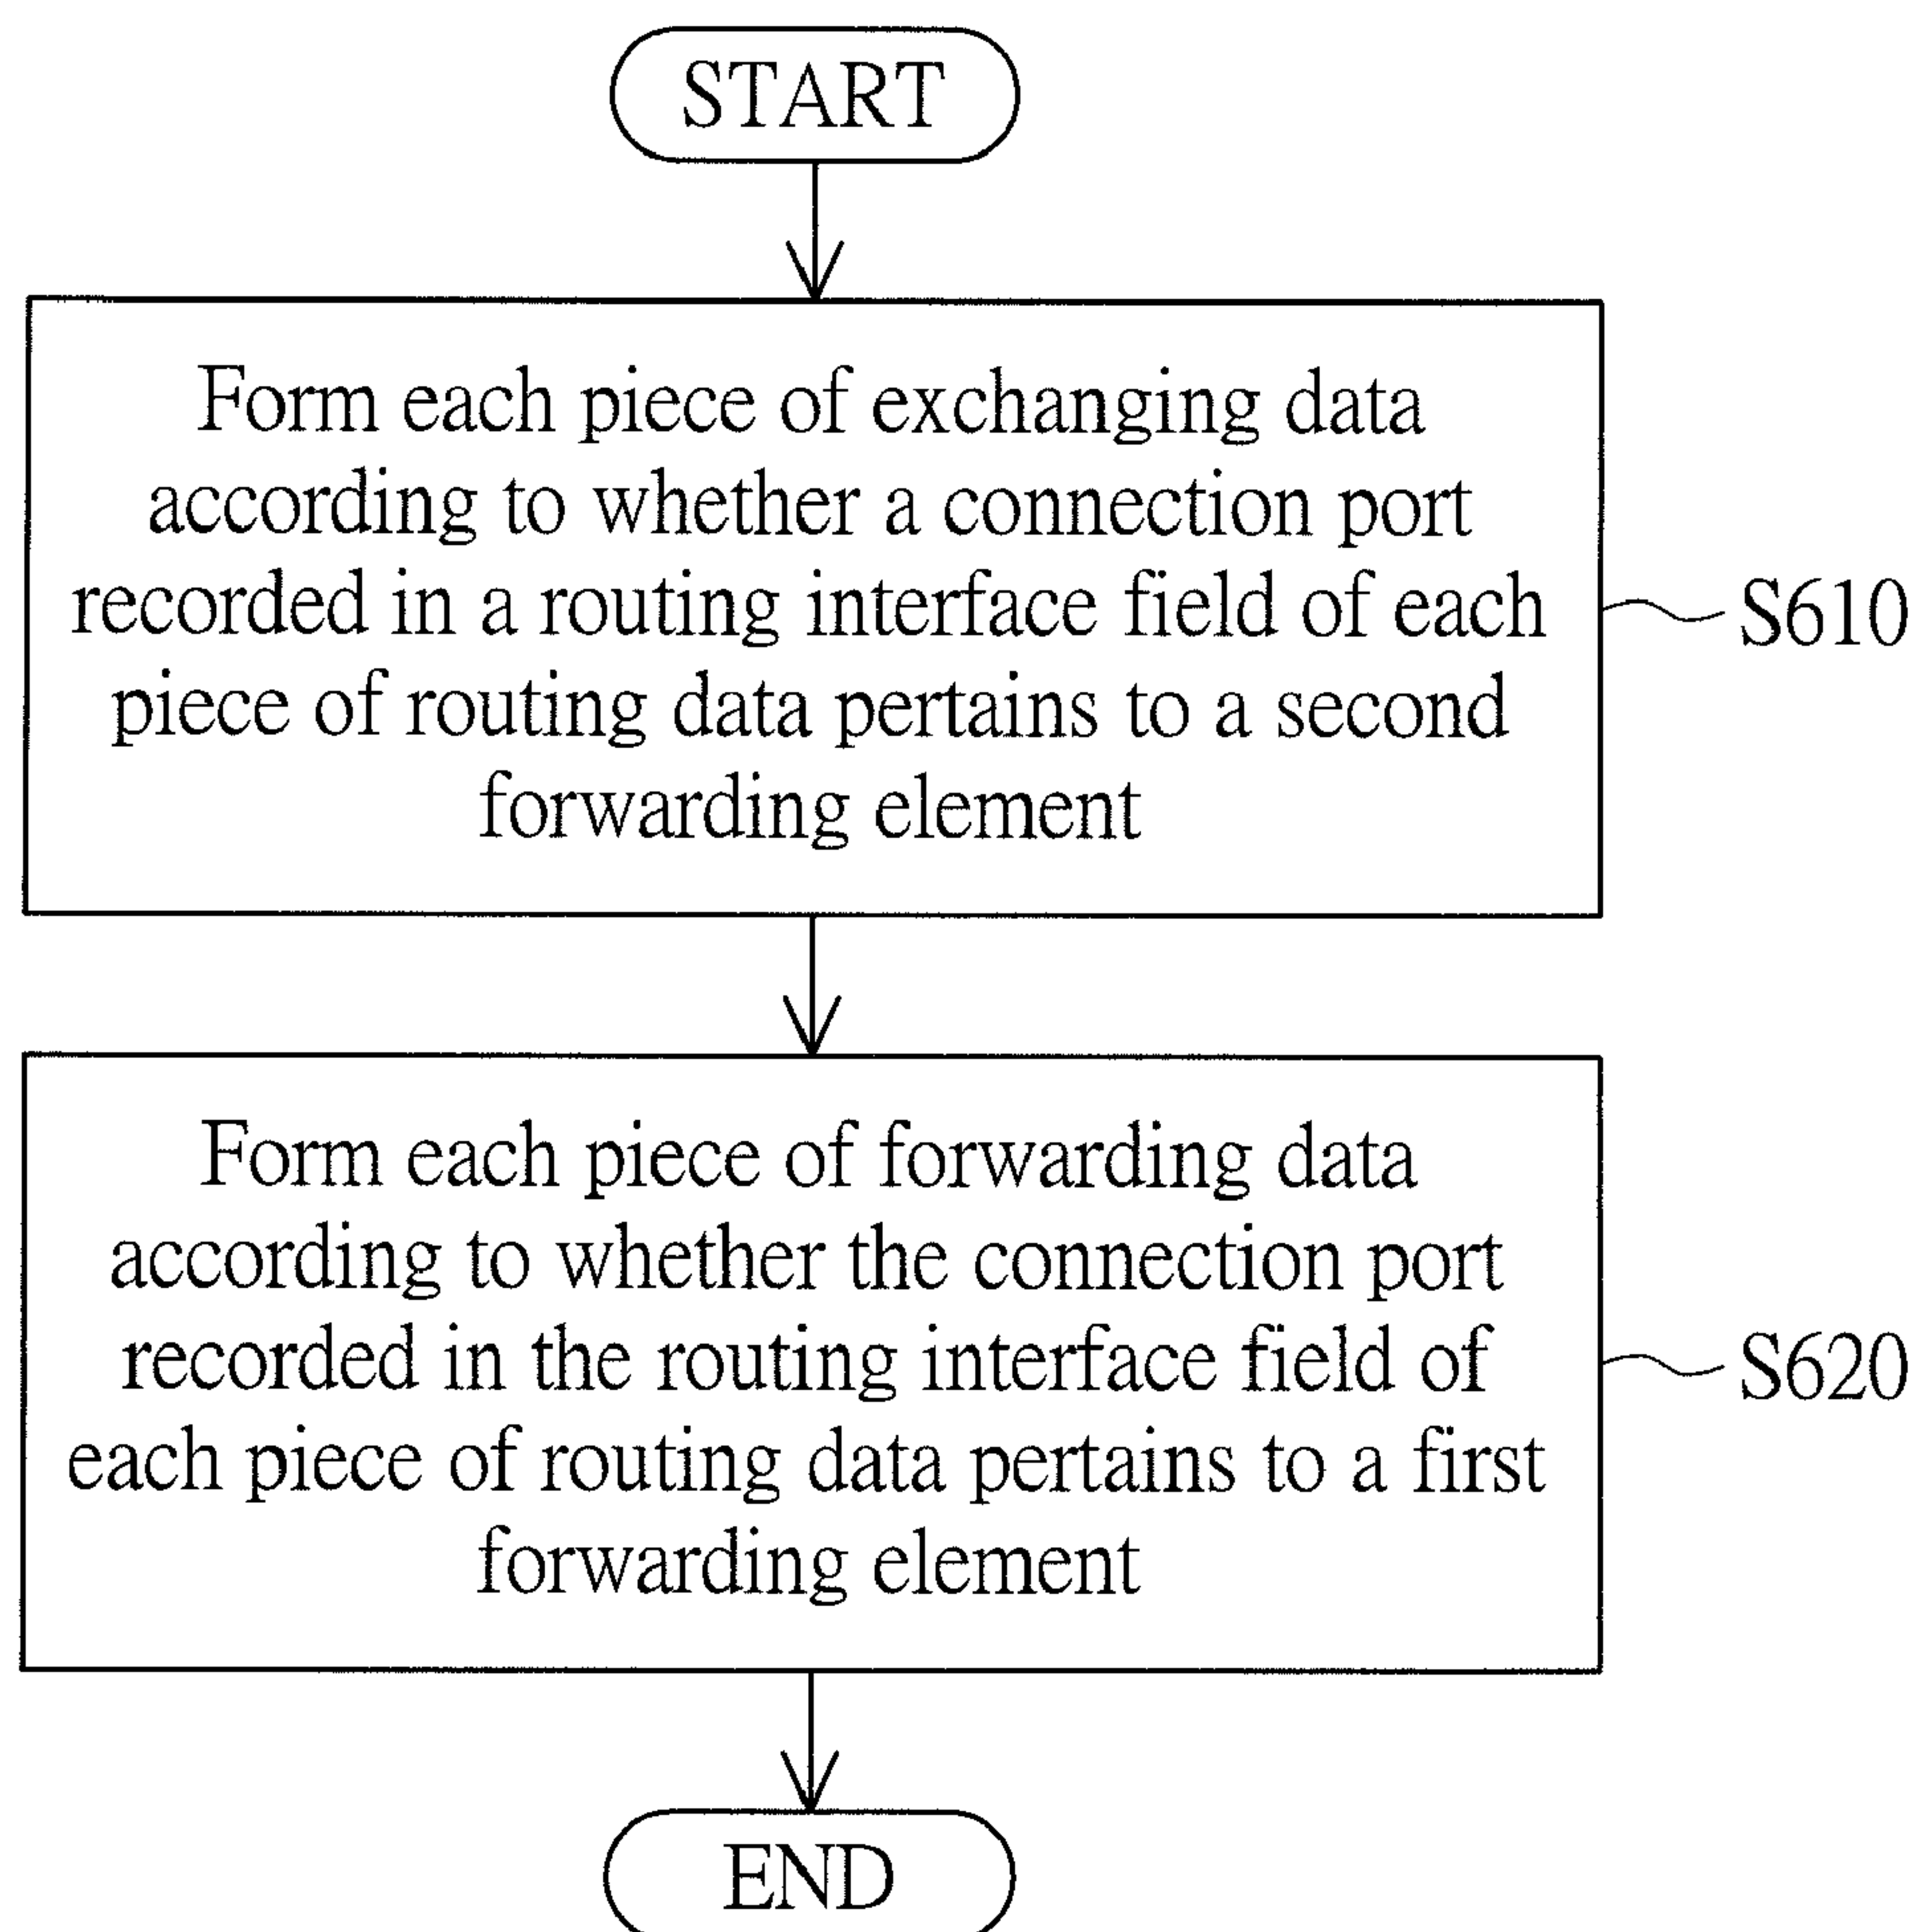 START
Form each piece of exchanging data
according to whether a connection port
recorded in a routing interface field of each
piece of routing data pertains to a second
forwarding element
S610
Form each piece of forwarding data
according to whether the connection port
recorded in the routing interface field of
each piece of routing data pertains to a first
forwarding element
S620
END